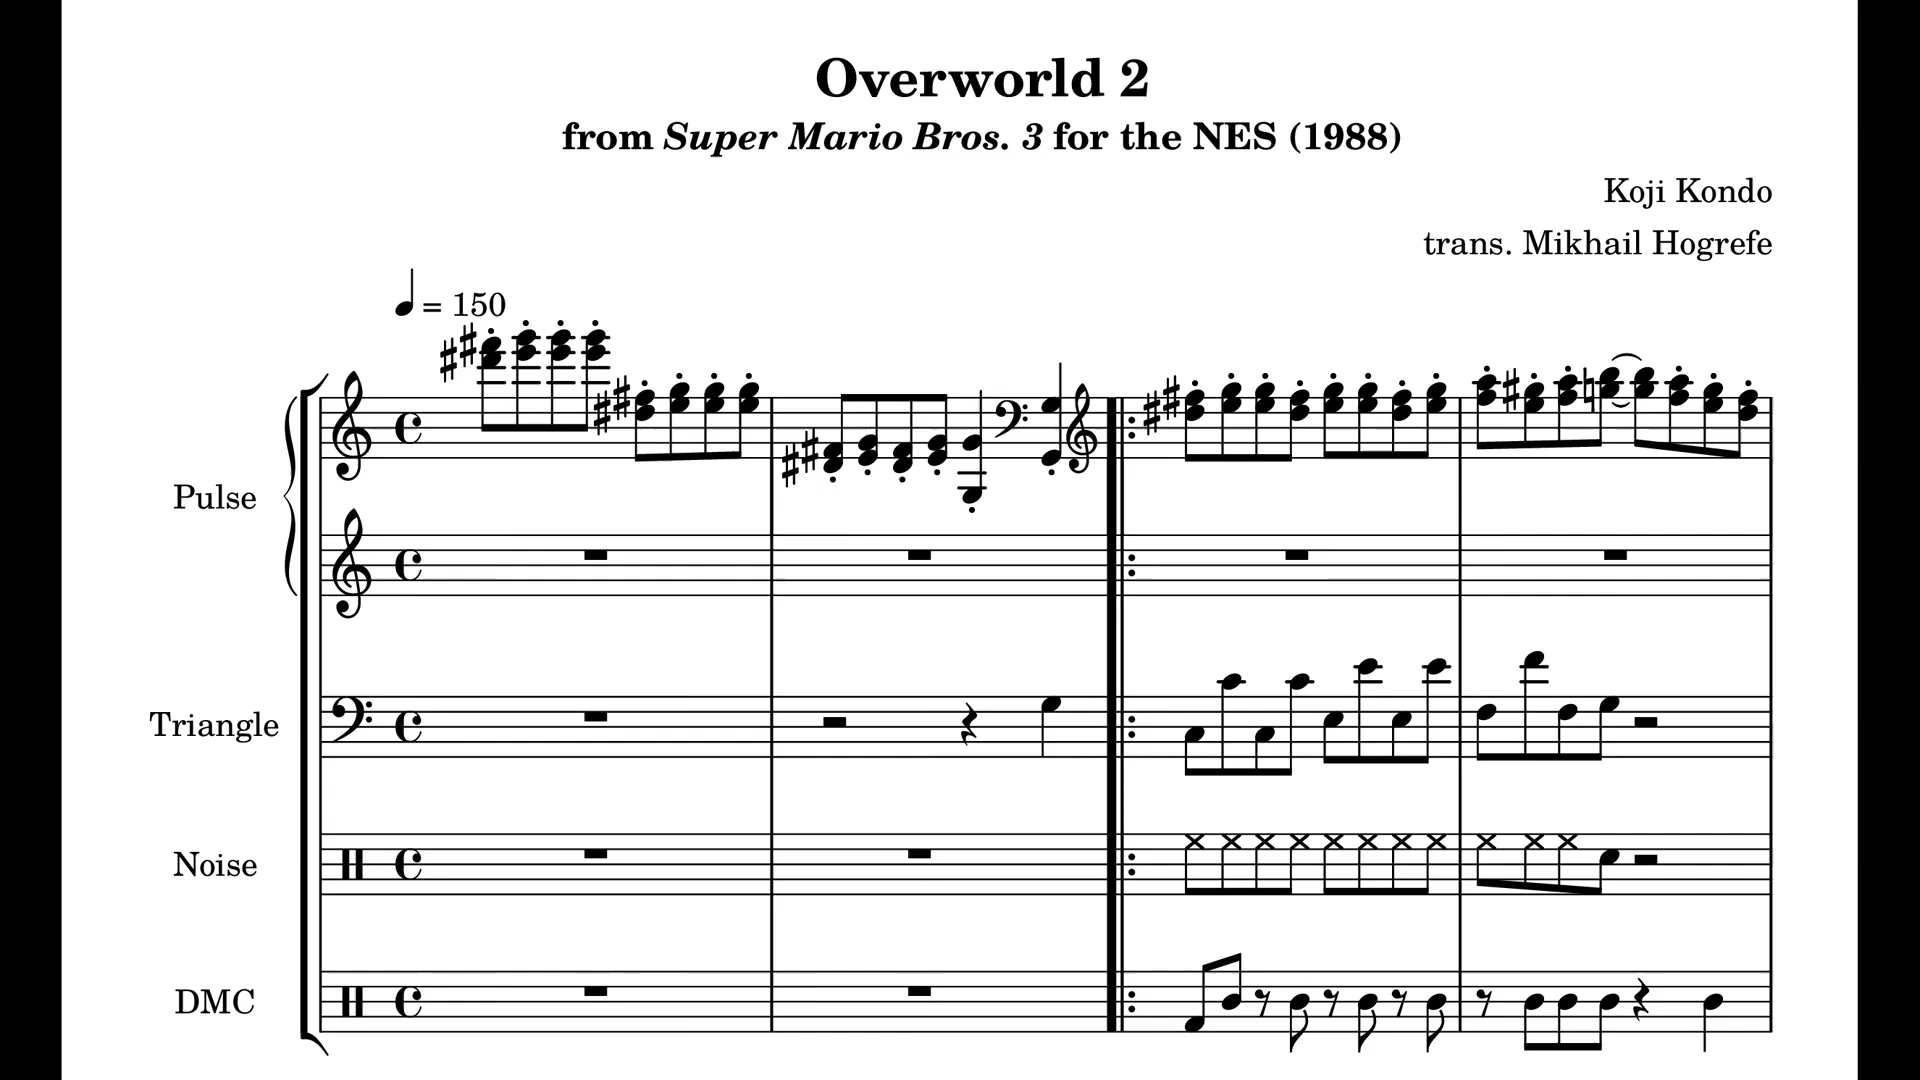 Overworld 2
from Super Mario Bros. 3 for the NES (1988)
Koji Kondo
trans. Mikhail Hogrefe
= 150
Pulse
Triangle
Noise
DMC